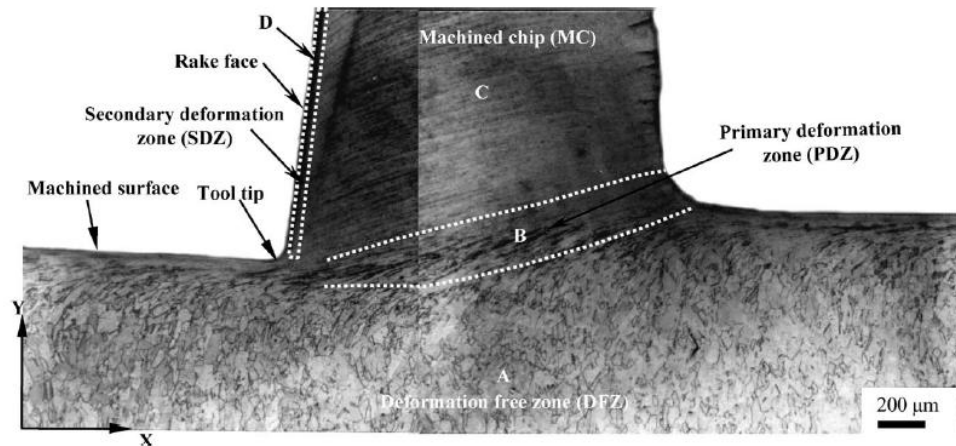 D
Machined chip (MC)
Rake face
C
Secondary deformation
zone (SDZ)
Primary deformation
zone (PDZ)
Machined surface
Tool tip
B
Y
A
Deformation free zone (DFZ)
200 μm
X